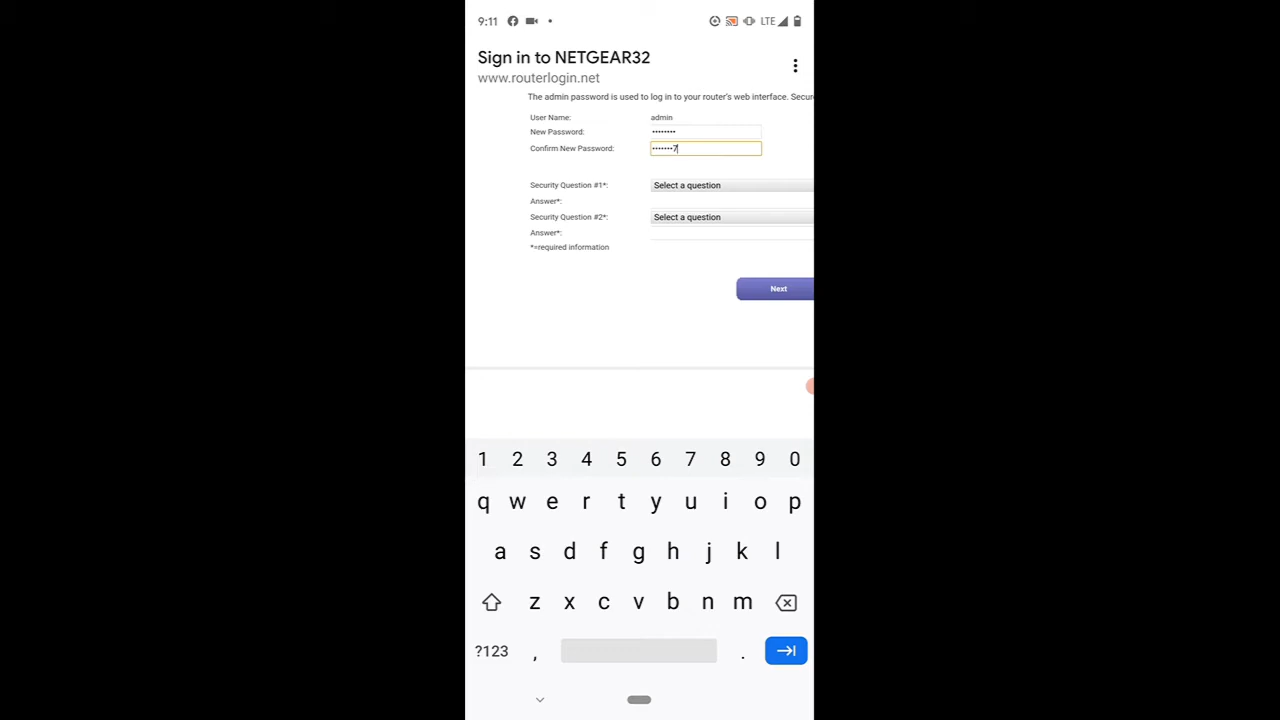 9:11 LTE
Sign in to NETGEAR32
www.routerlogin.net
The admin password is used to log in to your router's web interface. Secur
User Name: admin
New Password: ••••••••
Confirm New Password: •••••••7
Security Question #1*: Select a question
Answer*:
Security Question #2*: Select a question
Answer*:
*=required information
Next
1 2 3 4 5 6 7 8 9 0
q w e r t y u i o p
a s d f g h j k l
z x c v b n m
?123 , .